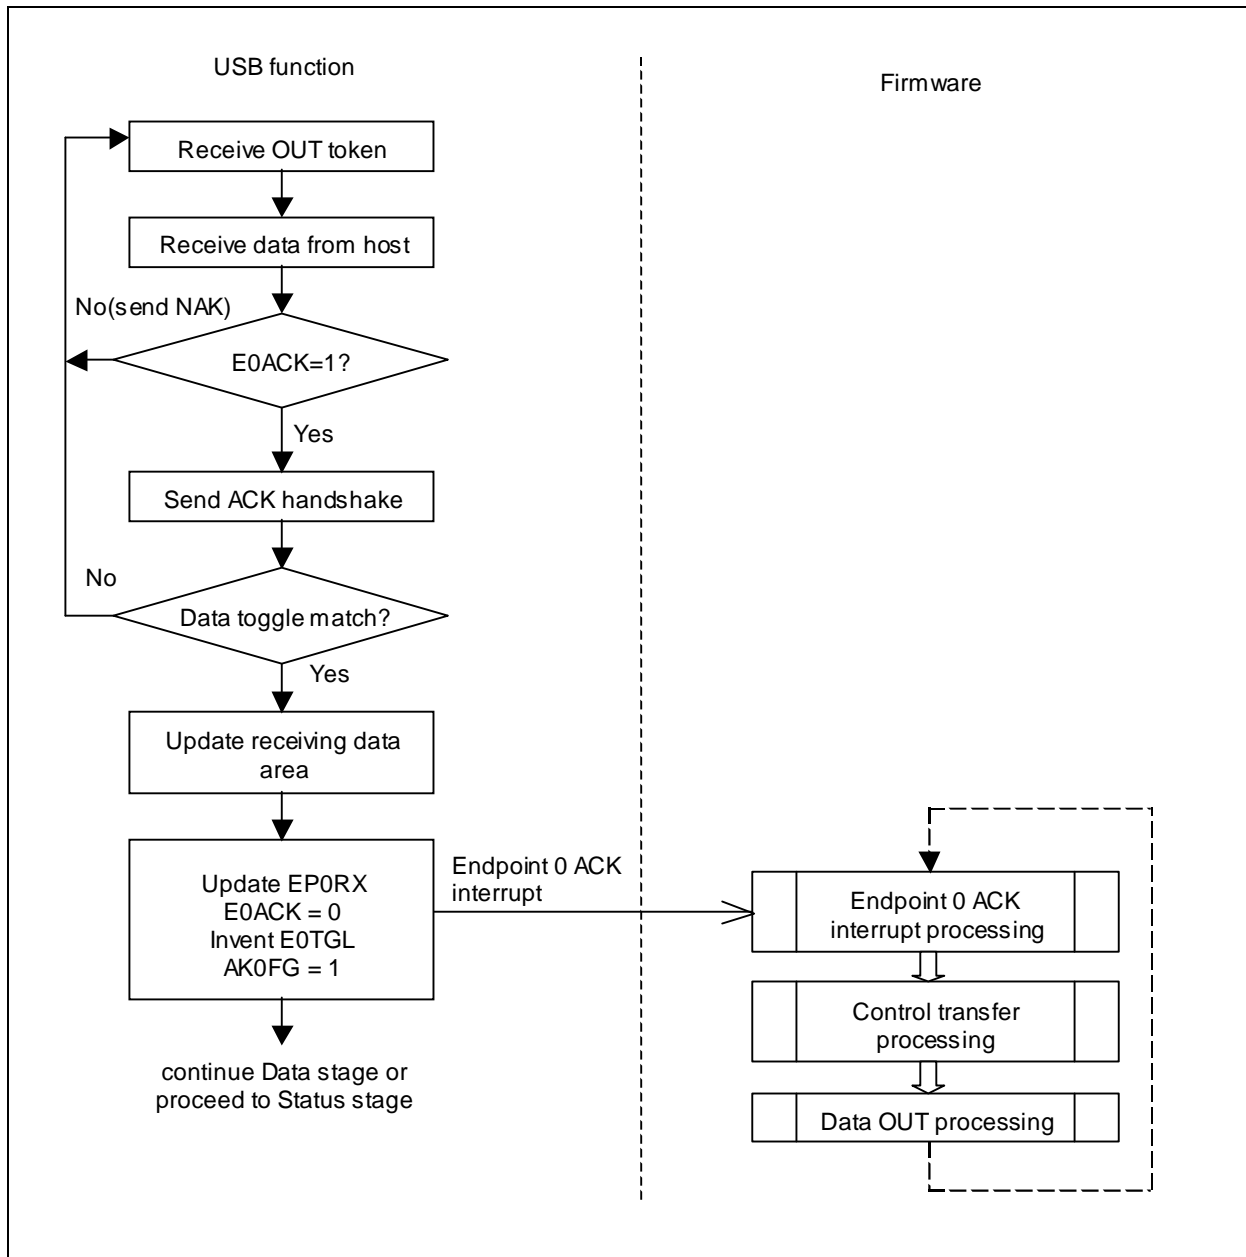 USB function
Firmware
Receive OUT token
Receive data from host
No(send NAK)
E0ACK=1?
Yes
Send ACK handshake
No
Data toggle match?
Yes
Update receiving data
area
Update EP0RX
E0ACK = 0
Invent E0TGL
AK0FG = 1
Endpoint 0 ACK
interrupt
continue Data stage or
proceed to Status stage
Endpoint 0 ACK
interrupt processing
Control transfer
processing
Data OUT processing